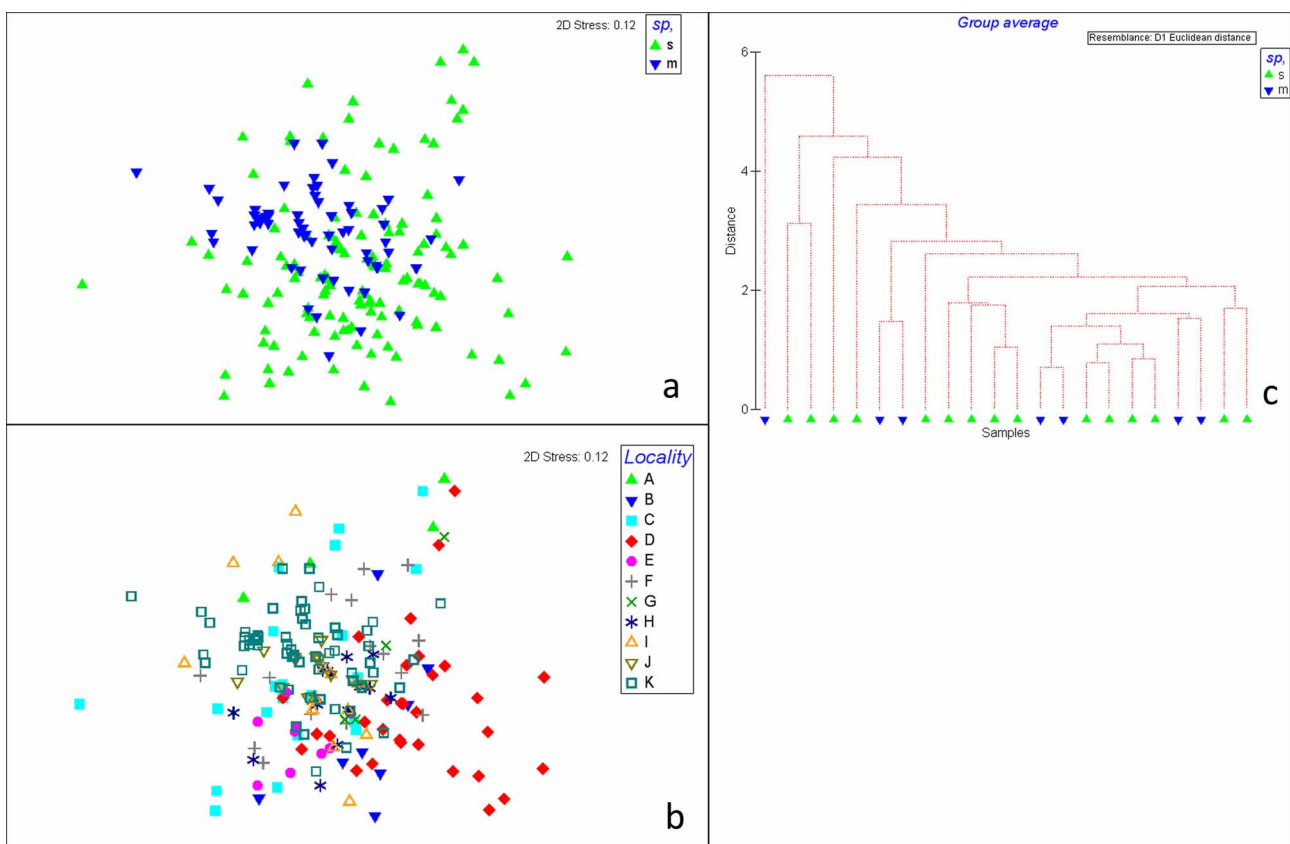 2D Stress: 0.12
sp,
s
m
a
2D Stress: 0.12
Locality
A
B
C
D
E
F
G
H
I
J
K
b
Group average
Resemblance: D1 Euclidean distance
sp,
s
m
6
4
2
0
Distance
Samples
c